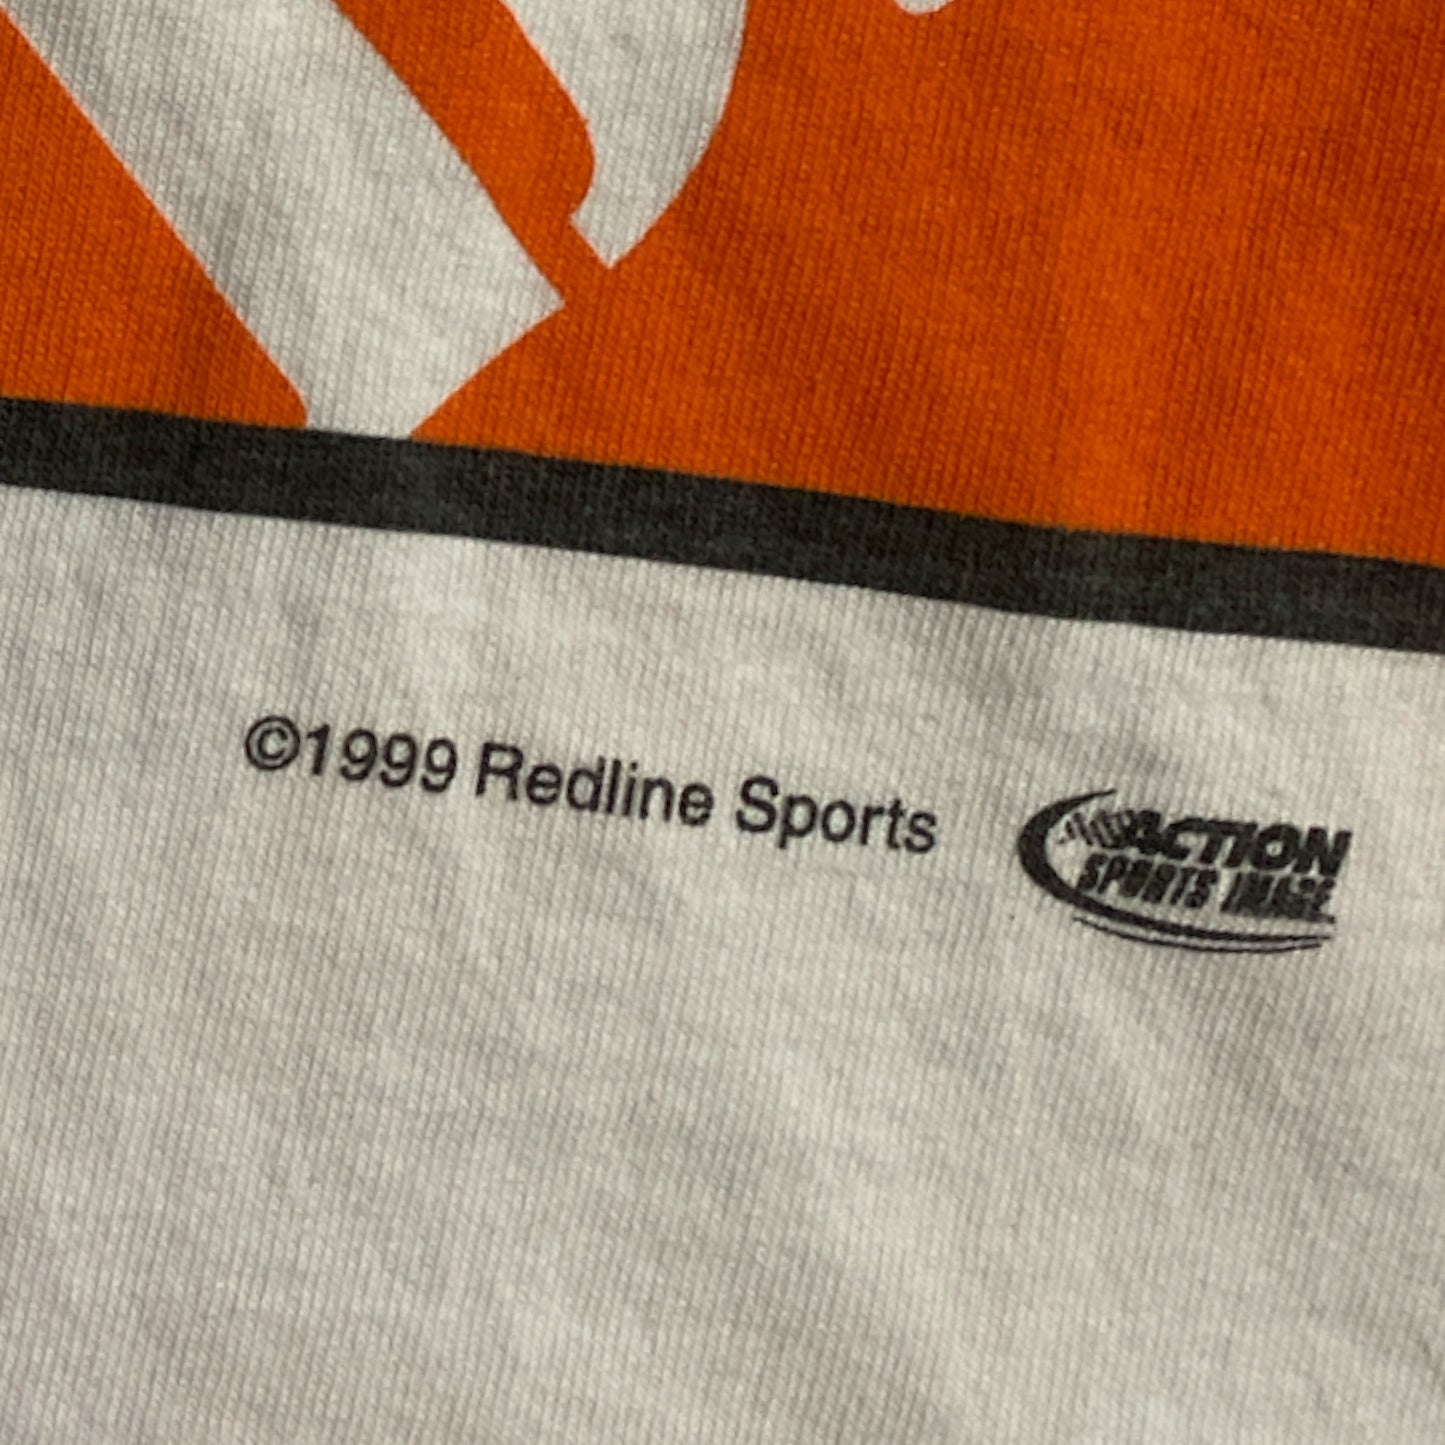 ©1999 Redline Sports
ACTION
SPORTS IMAGE